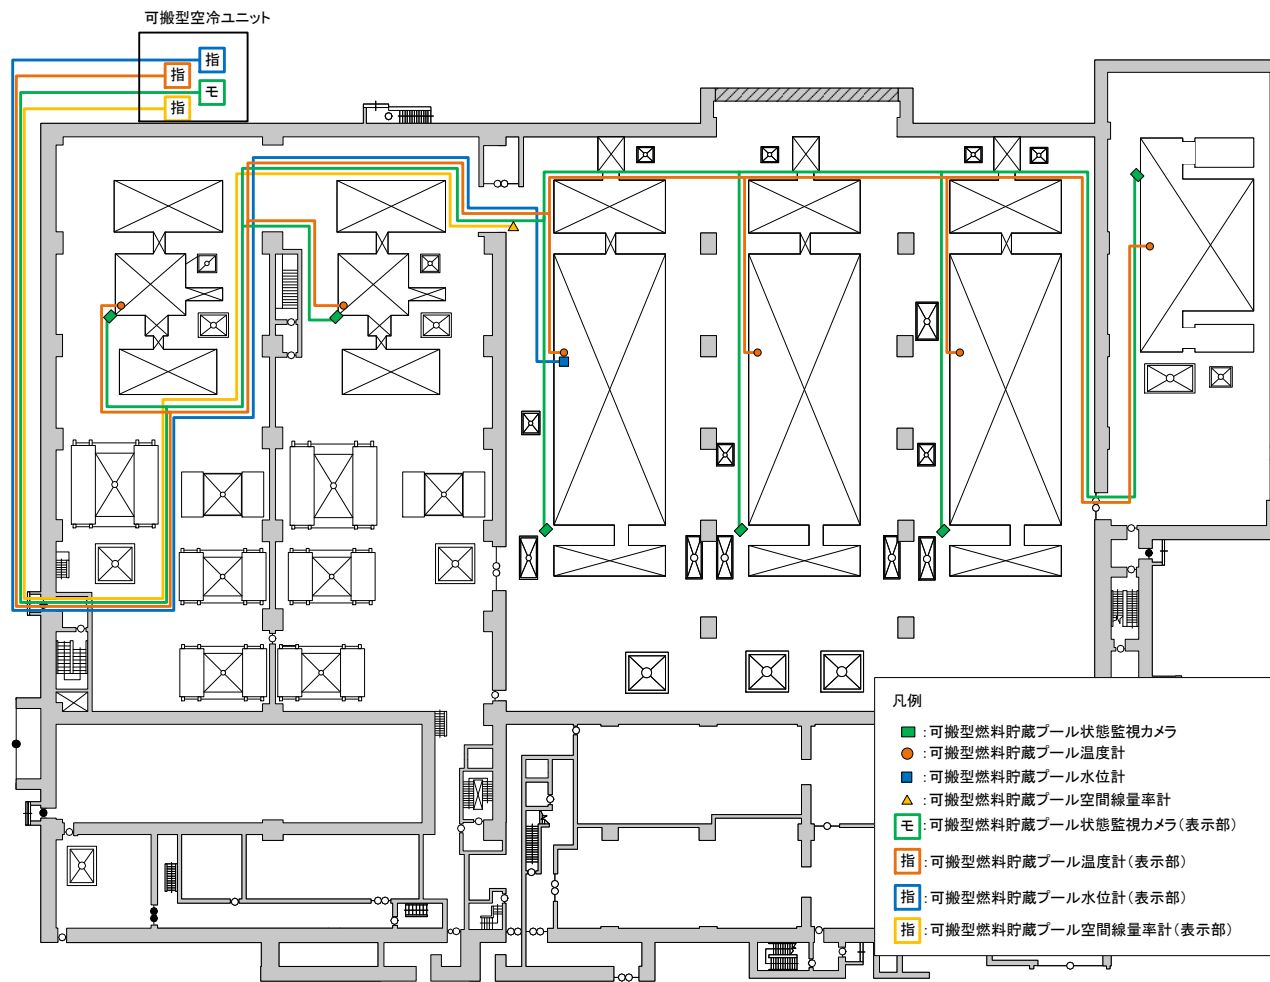 可搬型空冷ユニット
指
指
モ
指
凡例
：可搬型燃料貯蔵プール状態監視カメラ
：可搬型燃料貯蔵プール温度計
：可搬型燃料貯蔵プール水位計
：可搬型燃料貯蔵プール空間線量率計
モ：可搬型燃料貯蔵プール状態監視カメラ（表示部）
指：可搬型燃料貯蔵プール温度計（表示部）
指：可搬型燃料貯蔵プール水位計（表示部）
指：可搬型燃料貯蔵プール空間線量率計（表示部）